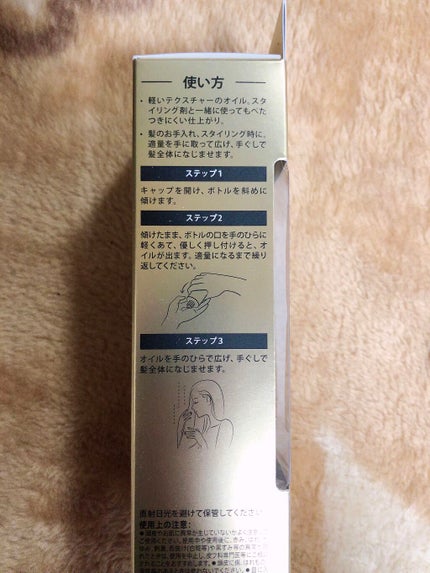 使い方
・軽いテクスチャーのオイル。スタ
イリング剤と一緒に使ってもべた
つきにくい仕上がり。
・髪のお手入れ、スタイリング時に。
適量を手に取って広げ、手ぐしで
髪全体になじませます。
ステップ1
キャップを開け、ボトルを斜めに
傾けます。
ステップ2
傾けたまま、ボトルの口を手のひらに
軽くあて、優しく押し付けると、オ
イルが出ます。適量になるまで繰り
返してください。
ステップ3
オイルを手のひらで広げ、手ぐしで
髪全体になじませます。
直射日光を避けて保管してください
使用上の注意: